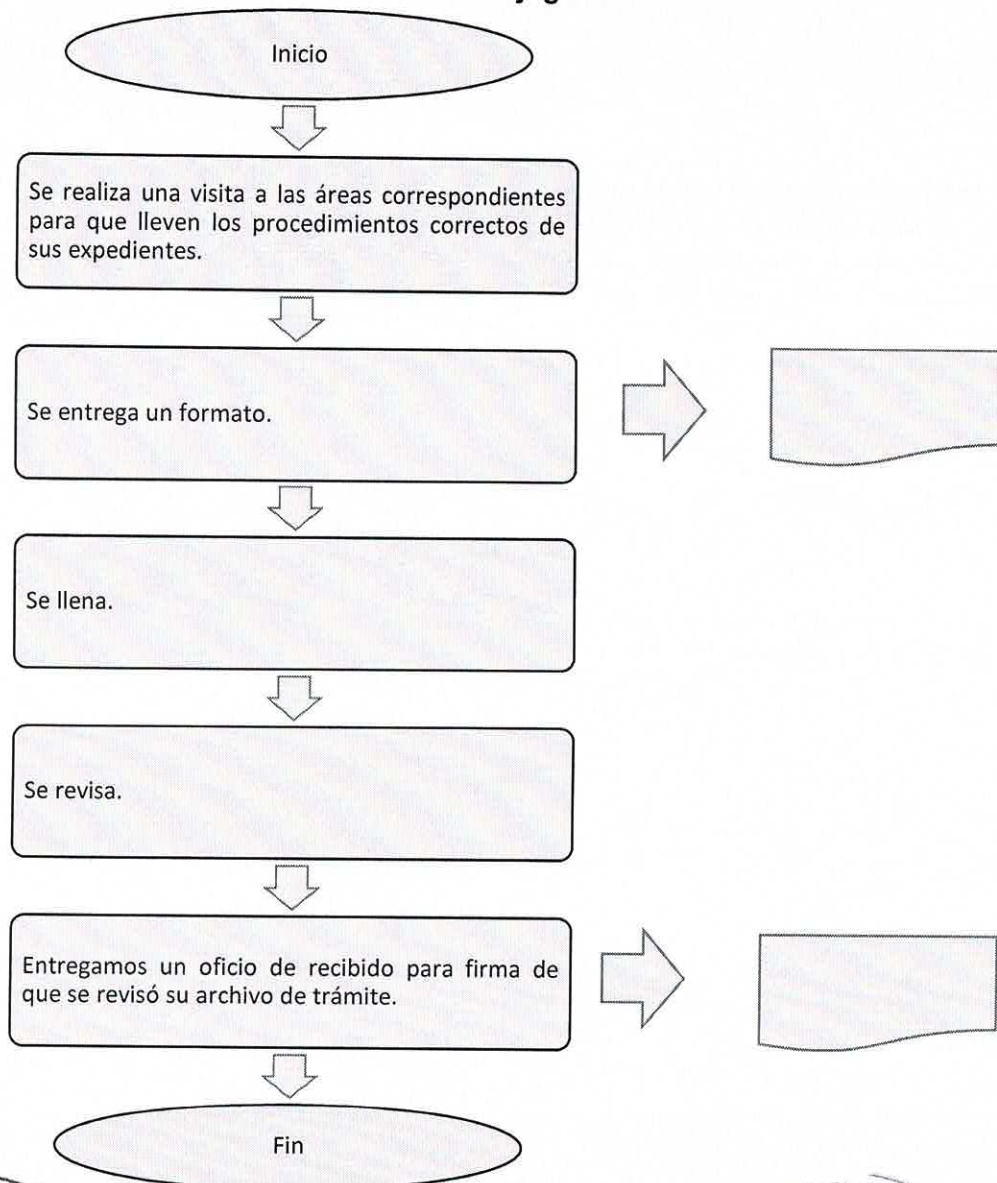 Inicio
Se realiza una visita a las áreas correspondientes
para que lleven los procedimientos correctos de
sus expedientes.
Se entrega un formato.
Se llena.
Se revisa.
Entregamos un oficio de recibido para firma de
que se revisó su archivo de trámite.
Fin